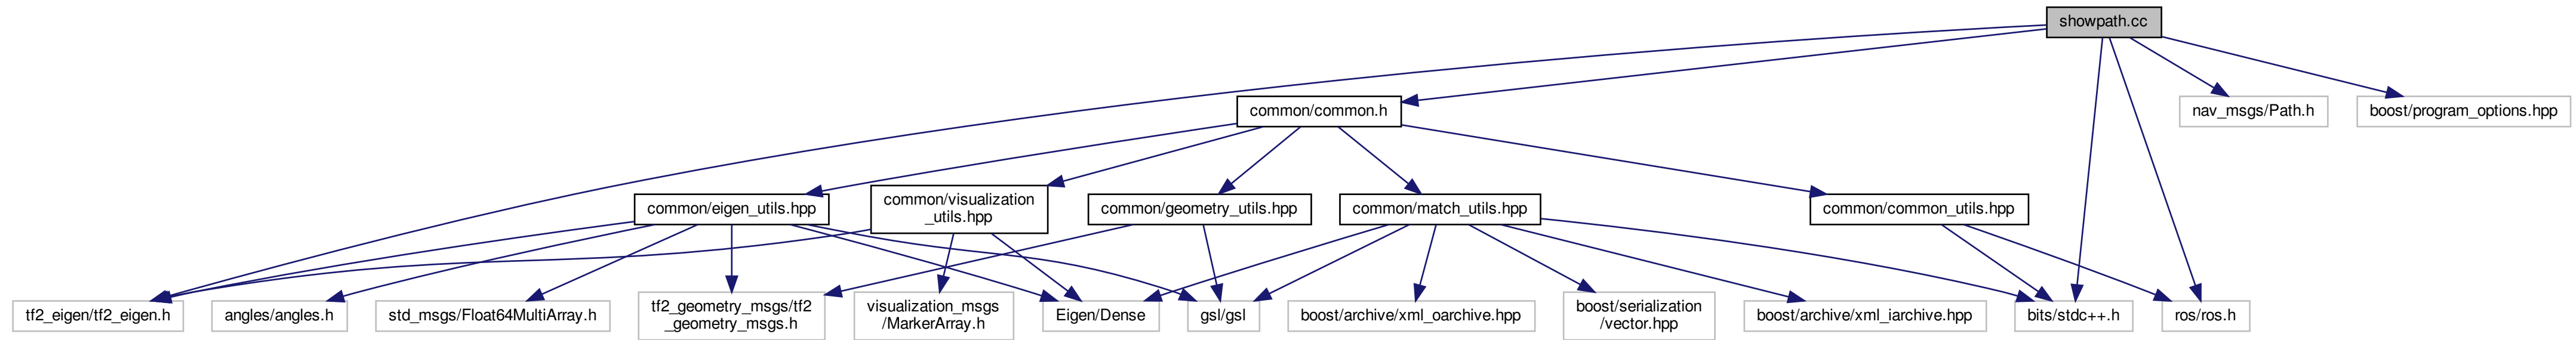 showpath.cc
common/common.h
nav_msgs/Path.h
boost/program_options.hpp
common/eigen_utils.hpp
common/visualization
_utils.hpp
common/geometry_utils.hpp
common/match_utils.hpp
common/common_utils.hpp
tf2_eigen/tf2_eigen.h
angles/angles.h
std_msgs/Float64MultiArray.h
tf2_geometry_msgs/tf2
_geometry_msgs.h
visualization_msgs
/MarkerArray.h
Eigen/Dense
gsl/gsl
boost/archive/xml_oarchive.hpp
boost/serialization
/vector.hpp
boost/archive/xml_iarchive.hpp
bits/stdc++.h
ros/ros.h